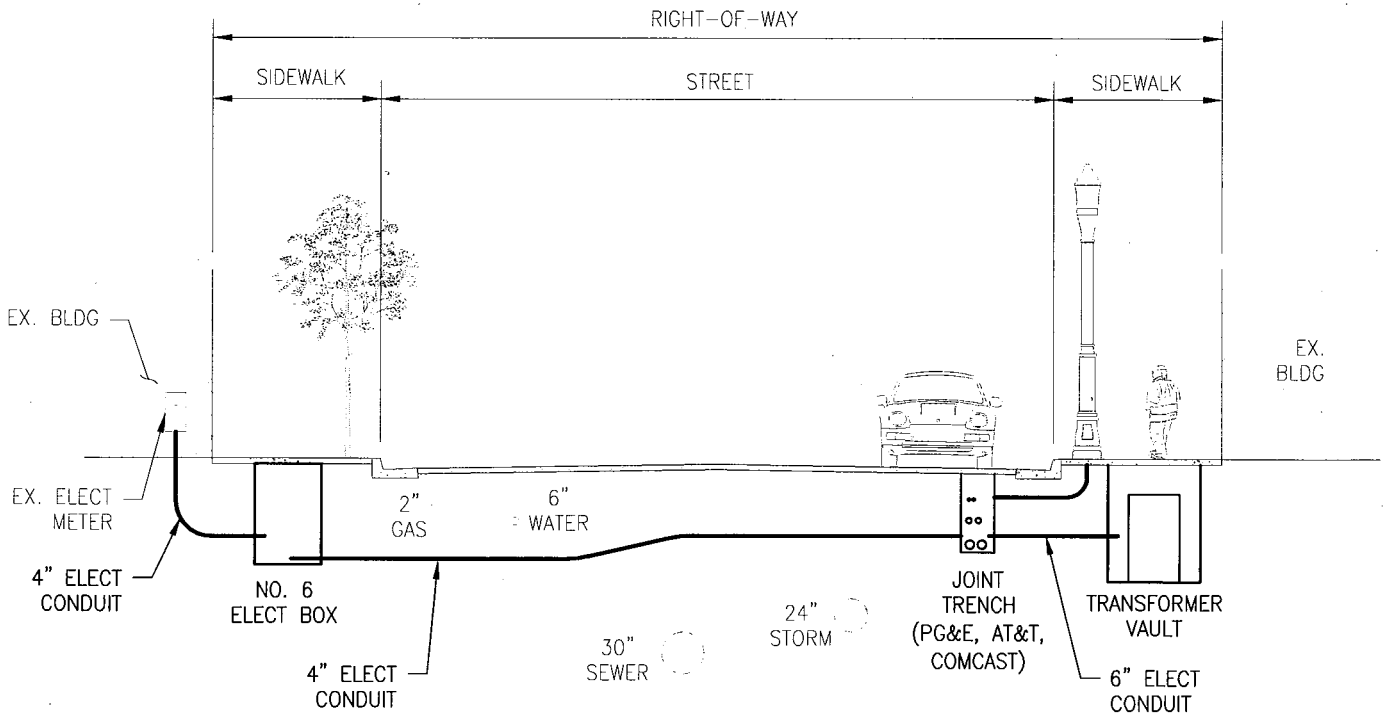 RIGHT-OF-WAY
SIDEWALK
STREET
SIDEWALK
EX. BLDG
EX.
BLDG
EX. ELECT
METER
2"
GAS
6"
WATER
4" ELECT
CONDUIT
NO. 6
ELECT BOX
4" ELECT
CONDUIT
30"
SEWER
24"
STORM
JOINT
TRENCH
(PG&E, AT&T,
COMCAST)
TRANSFORMER
VAULT
6" ELECT
CONDUIT